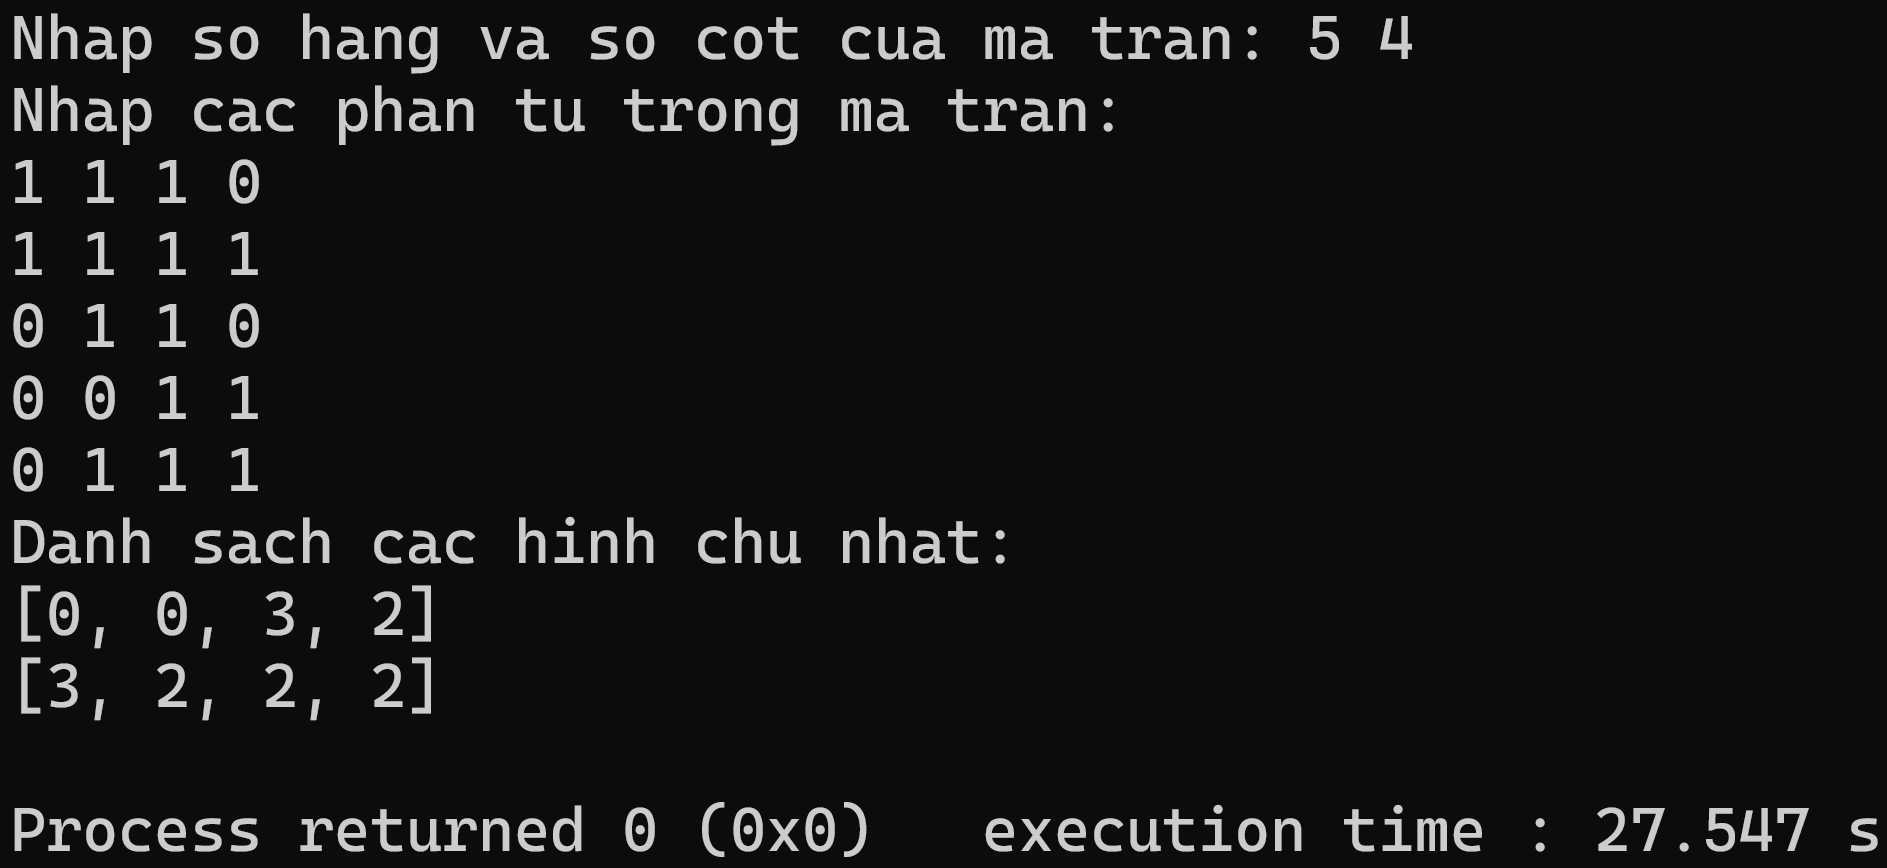 Nhap so hang va so cot cua ma tran: 5 4
Nhap cac phan tu trong ma tran:
1 1 1 0
1 1 1 1
0 1 1 0
0 0 1 1
0 1 1 1
Danh sach cac hinh chu nhat:
[0, 0, 3, 2]
[3, 2, 2, 2]
Process returned 0 (0x0)   execution time : 27.547 s